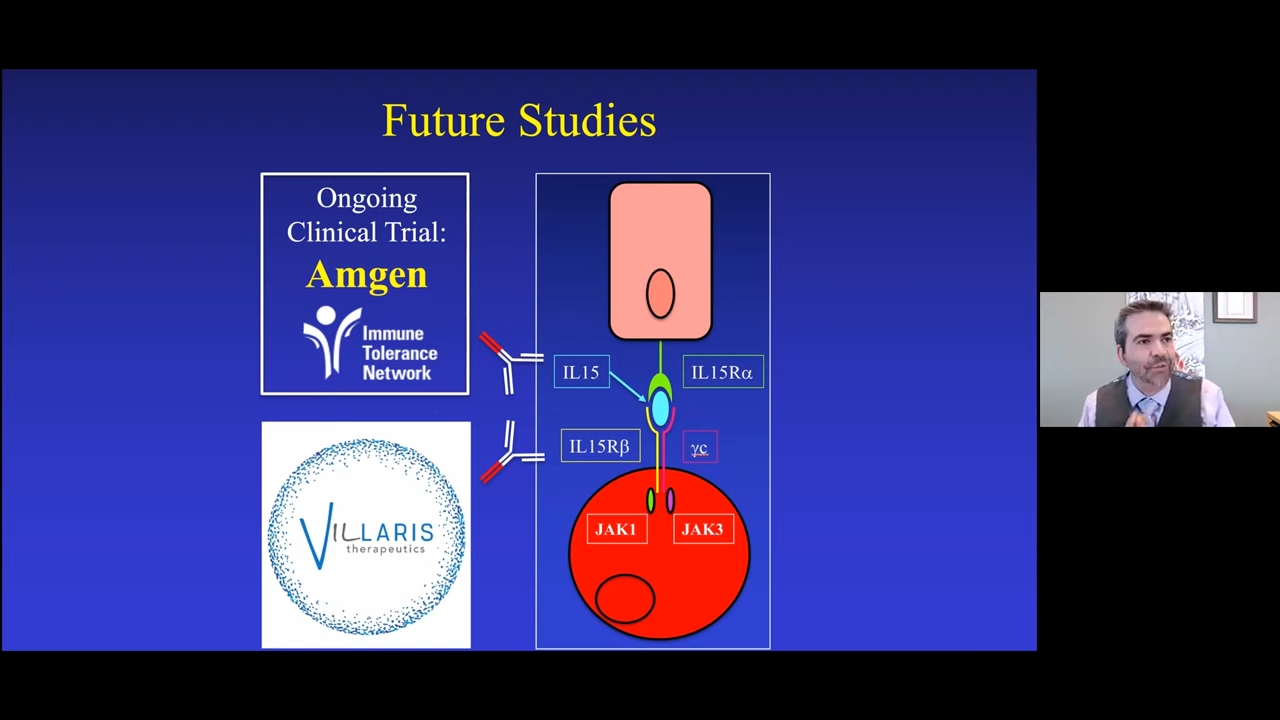 Future Studies
Ongoing
Clinical Trial:
Amgen
Immune
Tolerance
Network
VILLARIS
therapeutics
IL15
IL15Rα
IL15Rβ
γc
JAK1
JAK3